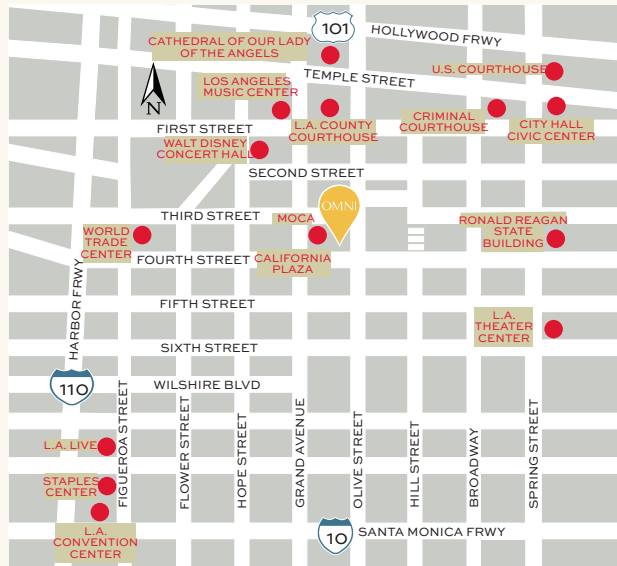 101
HOLLYWOOD FRWY
CATHEDRAL OF OUR LADY
OF THE ANGELS
TEMPLE STREET
U.S. COURTHOUSE
N
LOS ANGELES
MUSIC CENTER
FIRST STREET
L.A. COUNTY
COURTHOUSE
CRIMINAL
COURTHOUSE
CITY HALL
CIVIC CENTER
WALT DISNEY
CONCERT HALL
SECOND STREET
OMNI
THIRD STREET
MOCA
WORLD
TRADE
CENTER
RONALD REAGAN
STATE
BUILDING
FOURTH STREET
CALIFORNIA
PLAZA
HARBOR FRWY
FIFTH STREET
L.A.
THEATER
CENTER
SIXTH STREET
110
WILSHIRE BLVD
FIGUEROA STREET
FLOWER STREET
HOPE STREET
GRAND AVENUE
OLIVE STREET
HILL STREET
BROADWAY
SPRING STREET
L.A. LIVE
STAPLES
CENTER
L.A.
CONVENTION
CENTER
10
SANTA MONICA FRWY